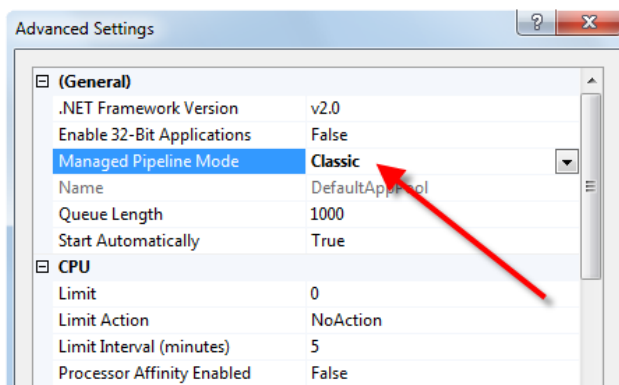 Advanced Settings
(General)
.NET Framework Version v2.0
Enable 32-Bit Applications False
Managed Pipeline Mode Classic
Name DefaultAppPool
Queue Length 1000
Start Automatically True
CPU
Limit 0
Limit Action NoAction
Limit Interval (minutes) 5
Processor Affinity Enabled False